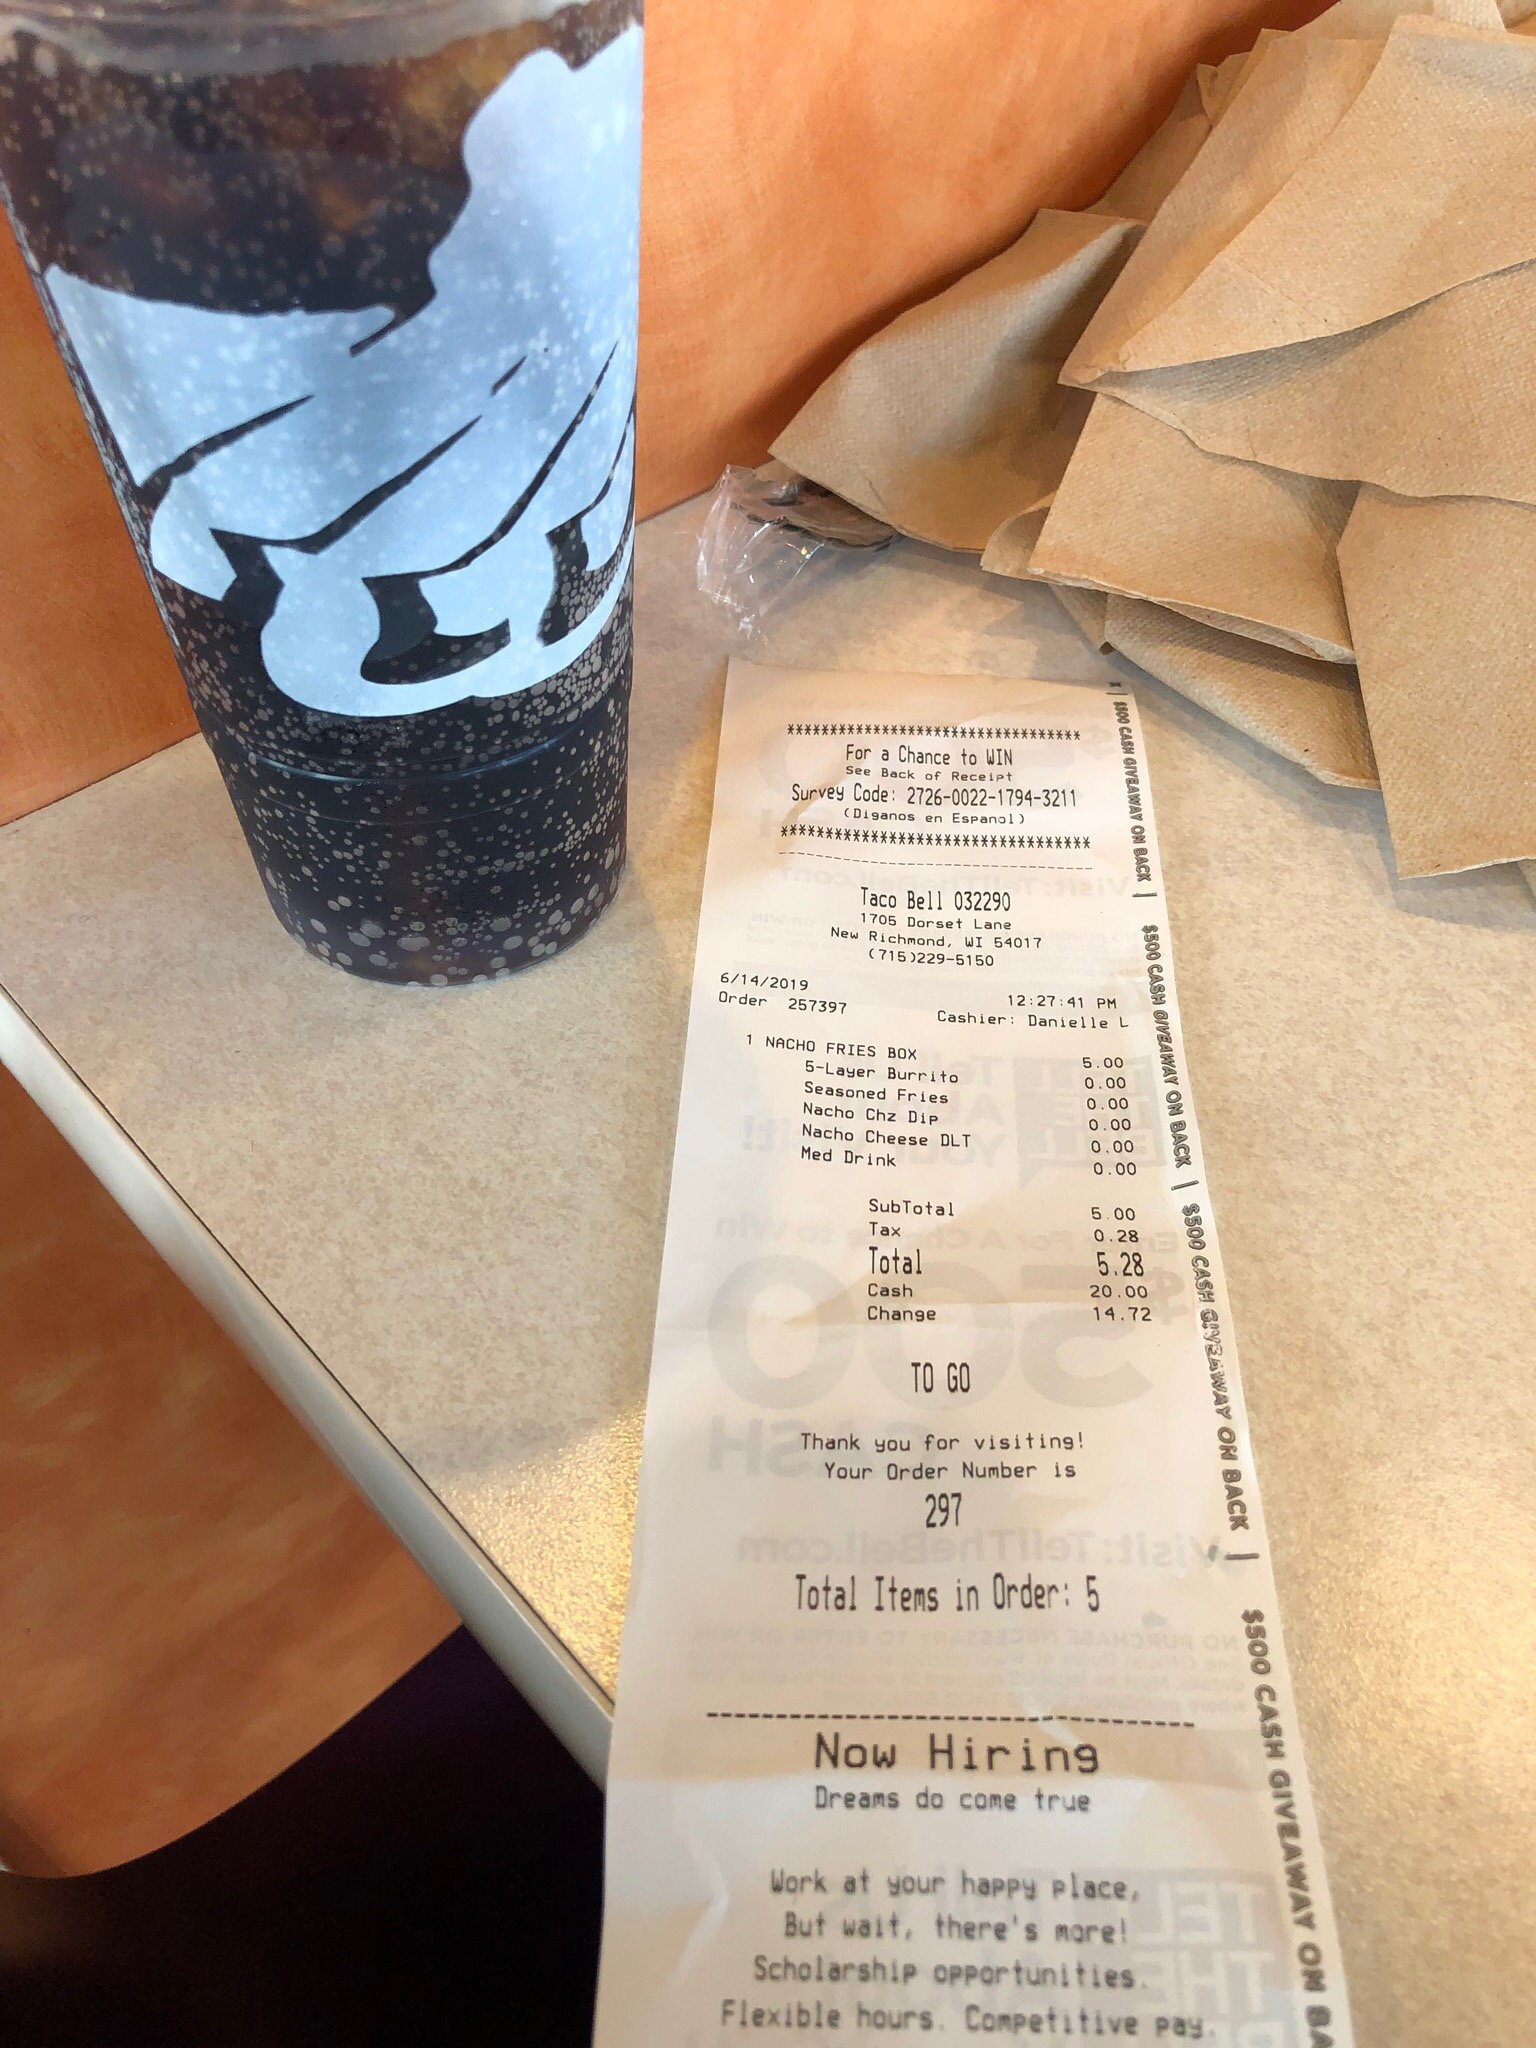 *********************************
For a Chance to WIN
See Back of Receipt
Survey Code: 2726-0022-1794-3211
(Diganos en Espanol)
*********************************
Taco Bell 032290
1705 Dorset Lane
New Richmond, WI 54017
(715)229-5150
6/14/2019 12:27:41 PM
Order 257397 Cashier: Danielle L
1 NACHO FRIES BOX 5.00
5-Layer Burrito 0.00
Seasoned Fries 0.00
Nacho Chz Dip 0.00
Nacho Cheese DLT 0.00
Med Drink 0.00
SubTotal 5.00
Tax 0.28
Total 5.28
Cash 20.00
Change 14.72
TO GO
Thank you for visiting!
Your Order Number is
297
Total Items in Order: 5
Now Hiring
Dreams do come true
Work at your happy place,
But wait, there's more!
Scholarship opportunities.
Flexible hours. Competitive pay.
$500 CASH GIVEAWAY ON BACK | $500 CASH GIVEAWAY ON BACK | $500 CASH GIVEAWAY ON BACK | $500 CASH GIVEAWAY ON BA